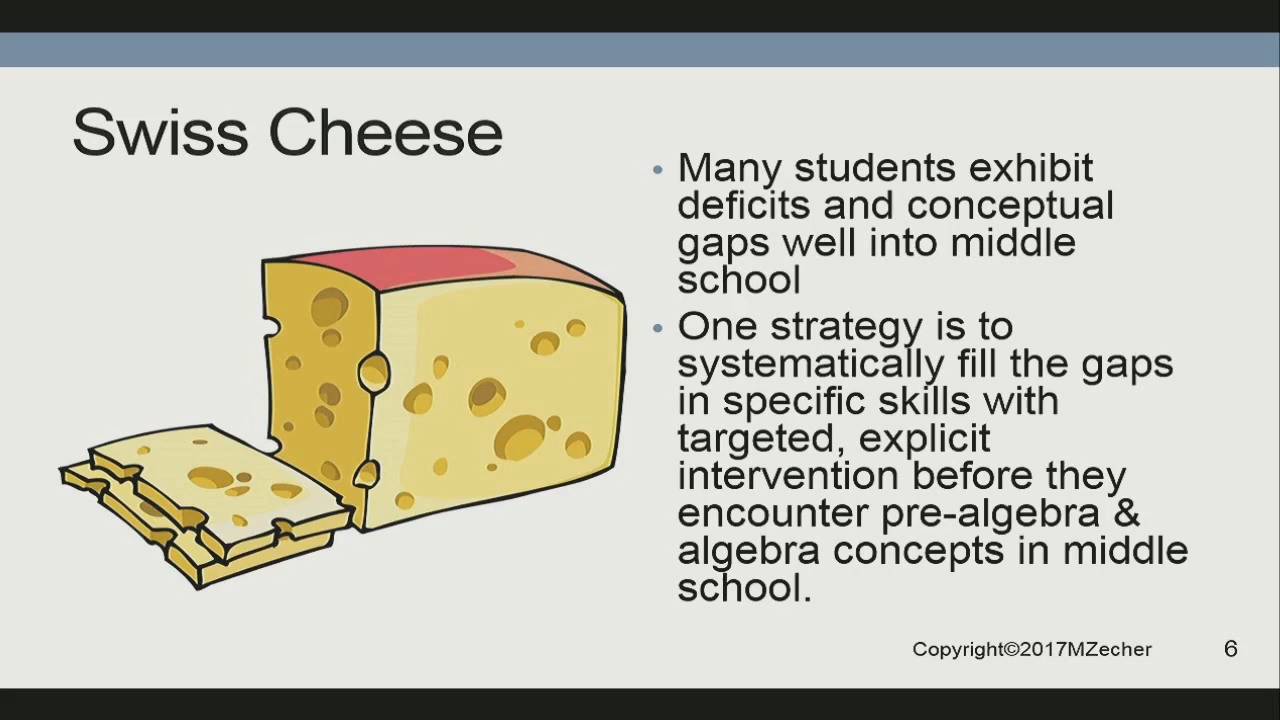 Swiss Cheese
• Many students exhibit
deficits and conceptual
gaps well into middle
school
• One strategy is to
systematically fill the gaps
in specific skills with
targeted, explicit
intervention before they
encounter pre-algebra &
algebra concepts in middle
school.
Copyright©2017MZecher
6